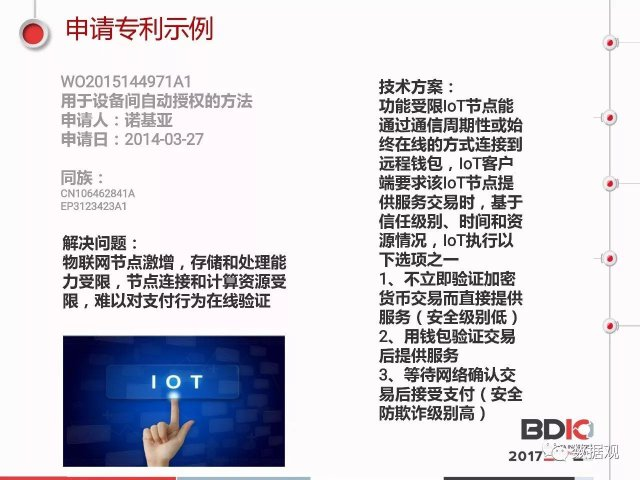 申请专利示例
WO2015144971A1
用于设备间自动授权的方法
申请人：诺基亚
申请日：2014-03-27
同族：
CN106462841A
EP3123423A1
解决问题：
物联网节点激增，存储和处理能
力受限，节点连接和计算资源受
限，难以对支付行为在线验证
IOT
技术方案：
功能受限IoT节点能
通过通信周期性或始
终在线的方式连接到
远程钱包，IoT客户
端要求该IoT节点提
供服务交易时，基于
信任级别、时间和资
源情况，IoT执行以
下选项之一
1、不立即验证加密
货币交易而直接提供
服务（安全级别低）
2、用钱包验证交易
后提供服务
3、等待网络确认交
易后接受支付（安全
防欺诈级别高）
BDIC
2017
数据观